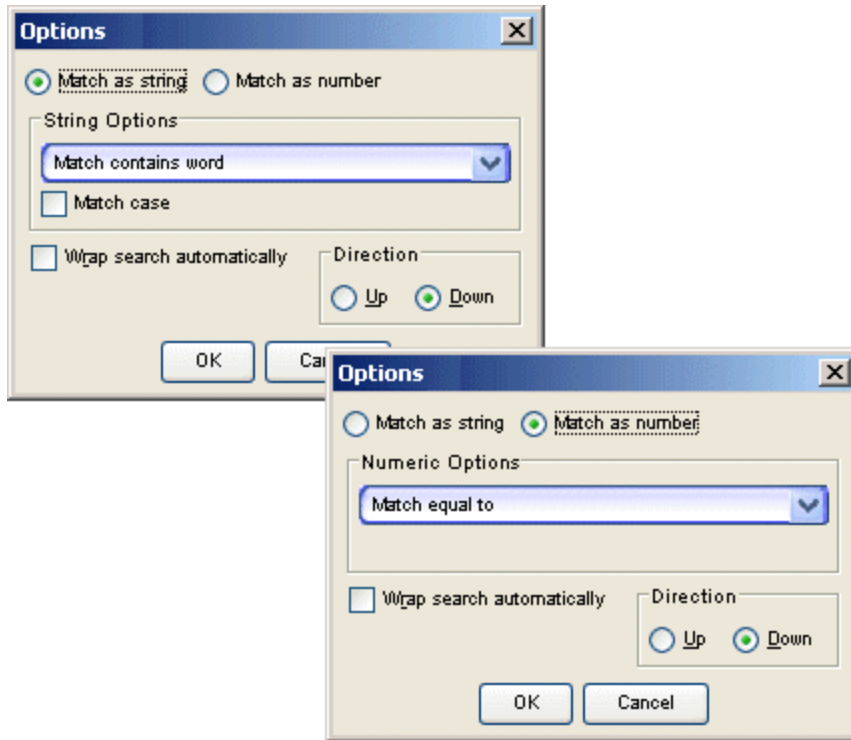 Options
Match as string Match as number
String Options
Match contains word
Match case
Wrap search automatically
Direction
Up Down
OK Ca
Options
Match as string Match as number
Numeric Options
Match equal to
Wrap search automatically
Direction
Up Down
OK Cancel